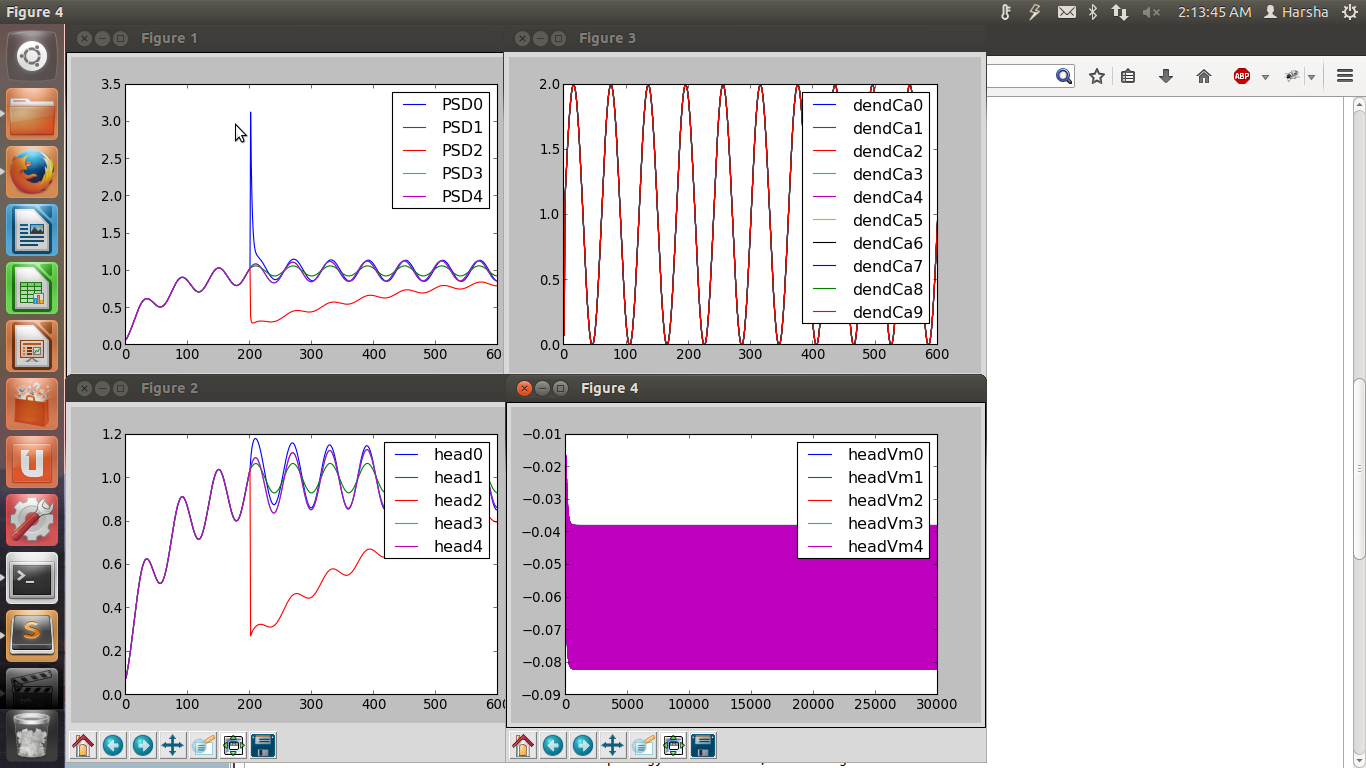 Figure 4
2:13:45 AM Harsha
Figure 1
3.5
3.0
2.5
2.0
1.5
1.0
0.5
0.0
0 100 200 300 400 500 600
PSD0
PSD1
PSD2
PSD3
PSD4
Figure 3
2.0
1.5
1.0
0.5
0.0
0 100 200 300 400 500 600
dendCa0
dendCa1
dendCa2
dendCa3
dendCa4
dendCa5
dendCa6
dendCa7
dendCa8
dendCa9
ABP
Figure 2
1.2
1.0
0.8
0.6
0.4
0.2
0.0
0 100 200 300 400 500 600
head0
head1
head2
head3
head4
Figure 4
−0.01
−0.02
−0.03
−0.04
−0.05
−0.06
−0.07
−0.08
−0.09
0 5000 10000 15000 20000 25000 30000
headVm0
headVm1
headVm2
headVm3
headVm4